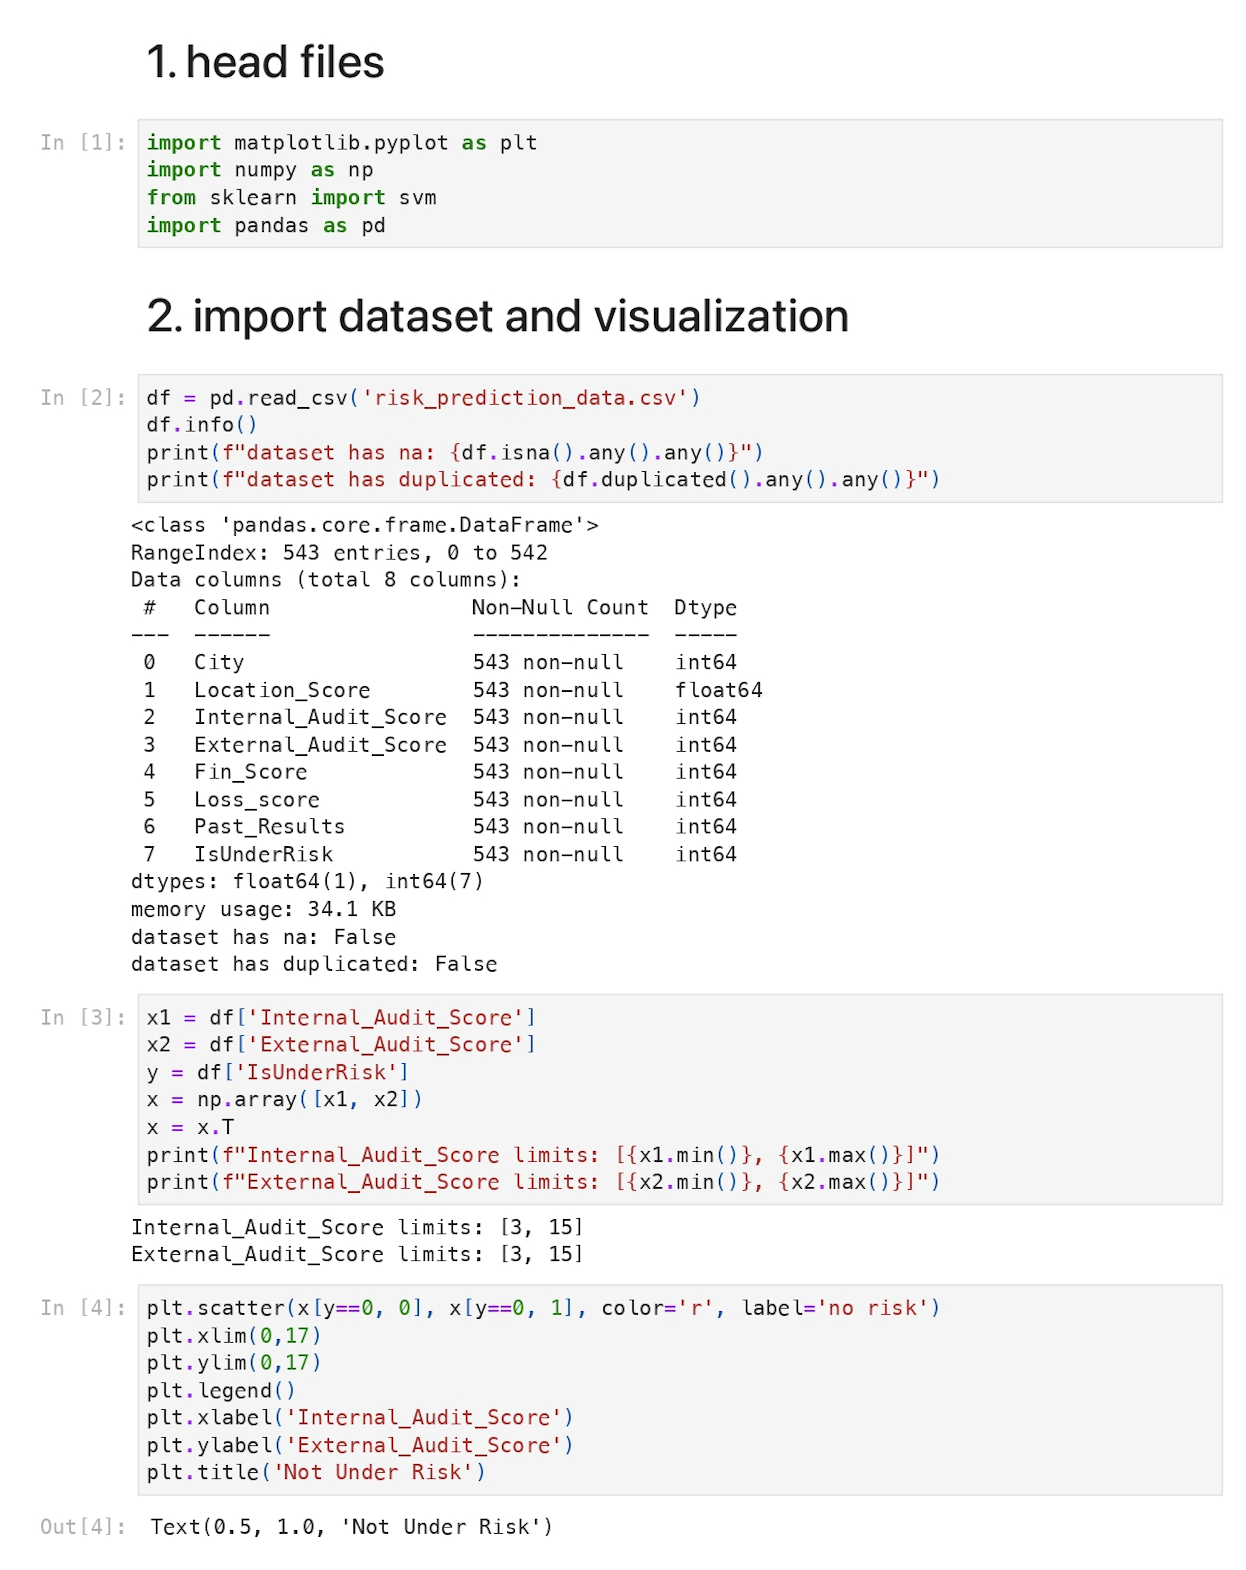 1. head files
In [1]: import matplotlib.pyplot as plt
import numpy as np
from sklearn import svm
import pandas as pd
2. import dataset and visualization
In [2]: df = pd.read_csv('risk_prediction_data.csv')
df.info()
print(f"dataset has na: {df.isna().any().any()}")
print(f"dataset has duplicated: {df.duplicated().any().any()}")
<class 'pandas.core.frame.DataFrame'>
RangeIndex: 543 entries, 0 to 542
Data columns (total 8 columns):
 #   Column                Non-Null Count  Dtype
---  ------                --------------  -----
 0   City                  543 non-null    int64
 1   Location_Score        543 non-null    float64
 2   Internal_Audit_Score  543 non-null    int64
 3   External_Audit_Score  543 non-null    int64
 4   Fin_Score             543 non-null    int64
 5   Loss_score            543 non-null    int64
 6   Past_Results          543 non-null    int64
 7   IsUnderRisk           543 non-null    int64
dtypes: float64(1), int64(7)
memory usage: 34.1 KB
dataset has na: False
dataset has duplicated: False
In [3]: x1 = df['Internal_Audit_Score']
x2 = df['External_Audit_Score']
y = df['IsUnderRisk']
x = np.array([x1, x2])
x = x.T
print(f"Internal_Audit_Score limits: [{x1.min()}, {x1.max()}]")
print(f"External_Audit_Score limits: [{x2.min()}, {x2.max()}]")
Internal_Audit_Score limits: [3, 15]
External_Audit_Score limits: [3, 15]
In [4]: plt.scatter(x[y==0, 0], x[y==0, 1], color='r', label='no risk')
plt.xlim(0,17)
plt.ylim(0,17)
plt.legend()
plt.xlabel('Internal_Audit_Score')
plt.ylabel('External_Audit_Score')
plt.title('Not Under Risk')
Out[4]: Text(0.5, 1.0, 'Not Under Risk')